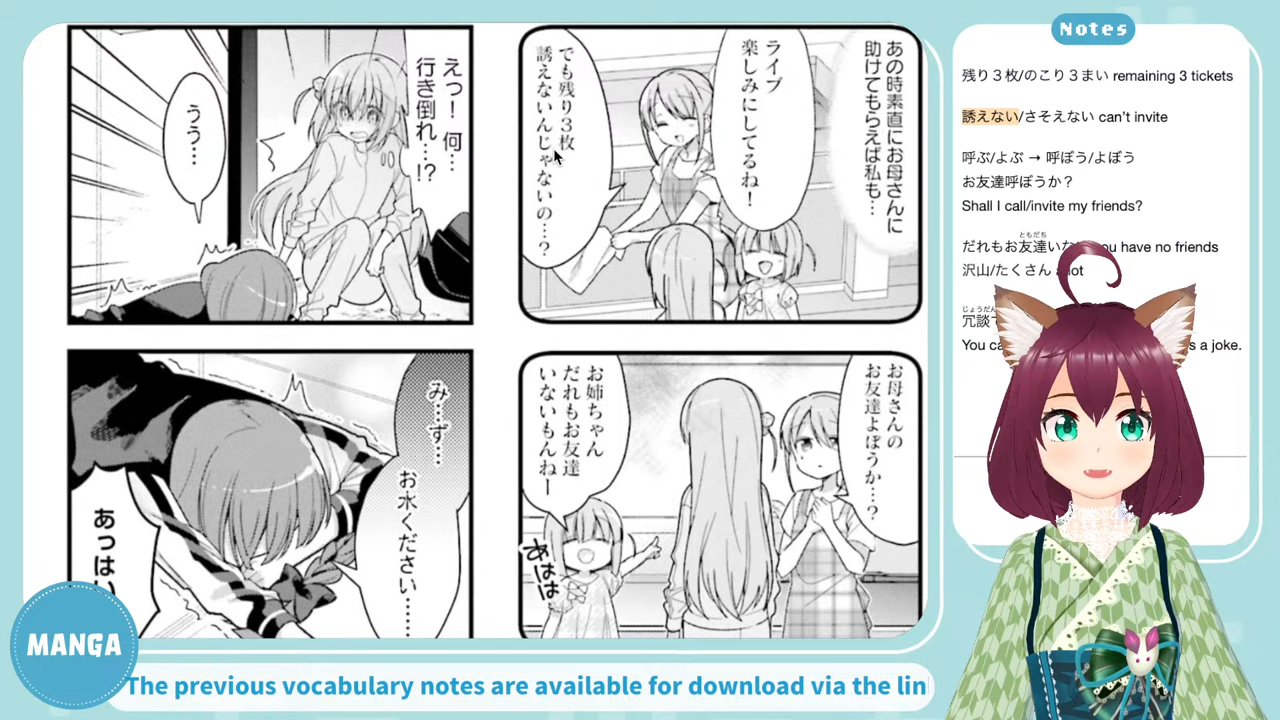 あの時素直にお母さんに
助けてもらえば私も…
ライブ
楽しみにしてるね！
でも残り３枚
誘えないんじゃないの…？
お母さんの
お友達よぼうか…？
お姉ちゃん
だれもお友達
いないもんねー
あはは
えっ！何…
行き倒れ…!?
うう…
み…ず…
お水ください……
あっはい
Notes
残り３枚/のこり３まい remaining 3 tickets
誘えない/さそえない can't invite
呼ぶ/よぶ → 呼ぼう/よぼう
お友達呼ぼうか？
Shall I call/invite my friends?
ともだち
だれもお友達いな ou have no friends
沢山/たくさん lot
じょうだん
冗談
You ca s a joke.
MANGA
The previous vocabulary notes are available for download via the lin